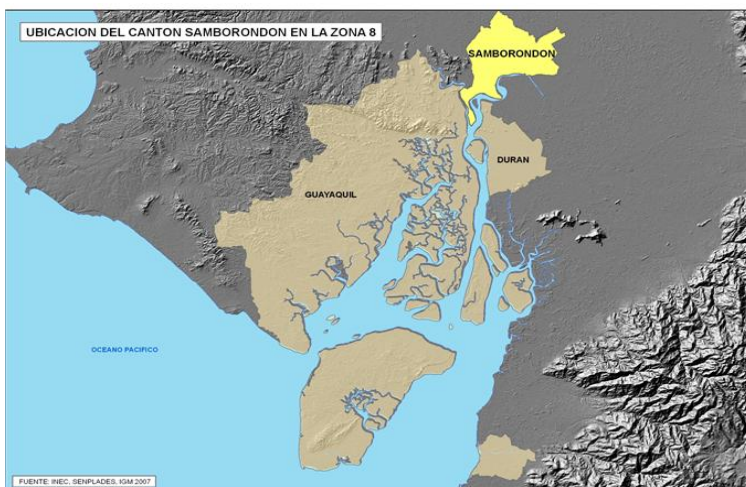 UBICACION DEL CANTON SAMBORONDON EN LA ZONA 8
SAMBORONDON
DURAN
GUAYAQUIL
OCEANO PACIFICO
FUENTE: INEC, SENPLADES, IGM 2007